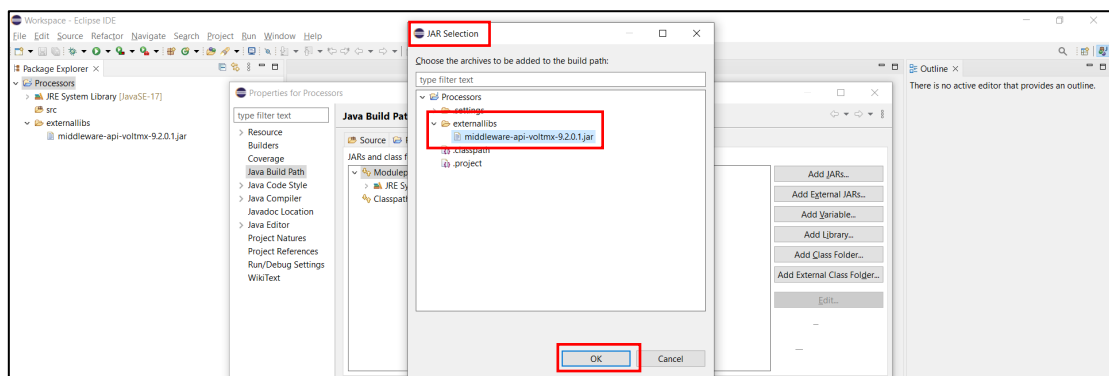 Workspace - Eclipse IDE
File Edit Source Refactor Navigate Search Project Run Window Help
Package Explorer
Processors
JRE System Library [JavaSE-17]
src
externallibs
middleware-api-voltmx-9.2.0.1.jar
Properties for Processors
type filter text
Resource
Builders
Coverage
Java Build Path
Java Code Style
Java Compiler
Javadoc Location
Java Editor
Project Natures
Project References
Run/Debug Settings
WikiText
Java Build Pat
Source
JARs and class f
Modulep
JRE Sy
Classpat
JAR Selection
Choose the archives to be added to the build path:
type filter text
Processors
.settings
externallibs
middleware-api-voltmx-9.2.0.1.jar
.classpath
.project
OK Cancel
Add JARs...
Add External JARs...
Add Variable...
Add Library...
Add Class Folder...
Add External Class Folder...
Edit...
Outline
There is no active editor that provides an outline.